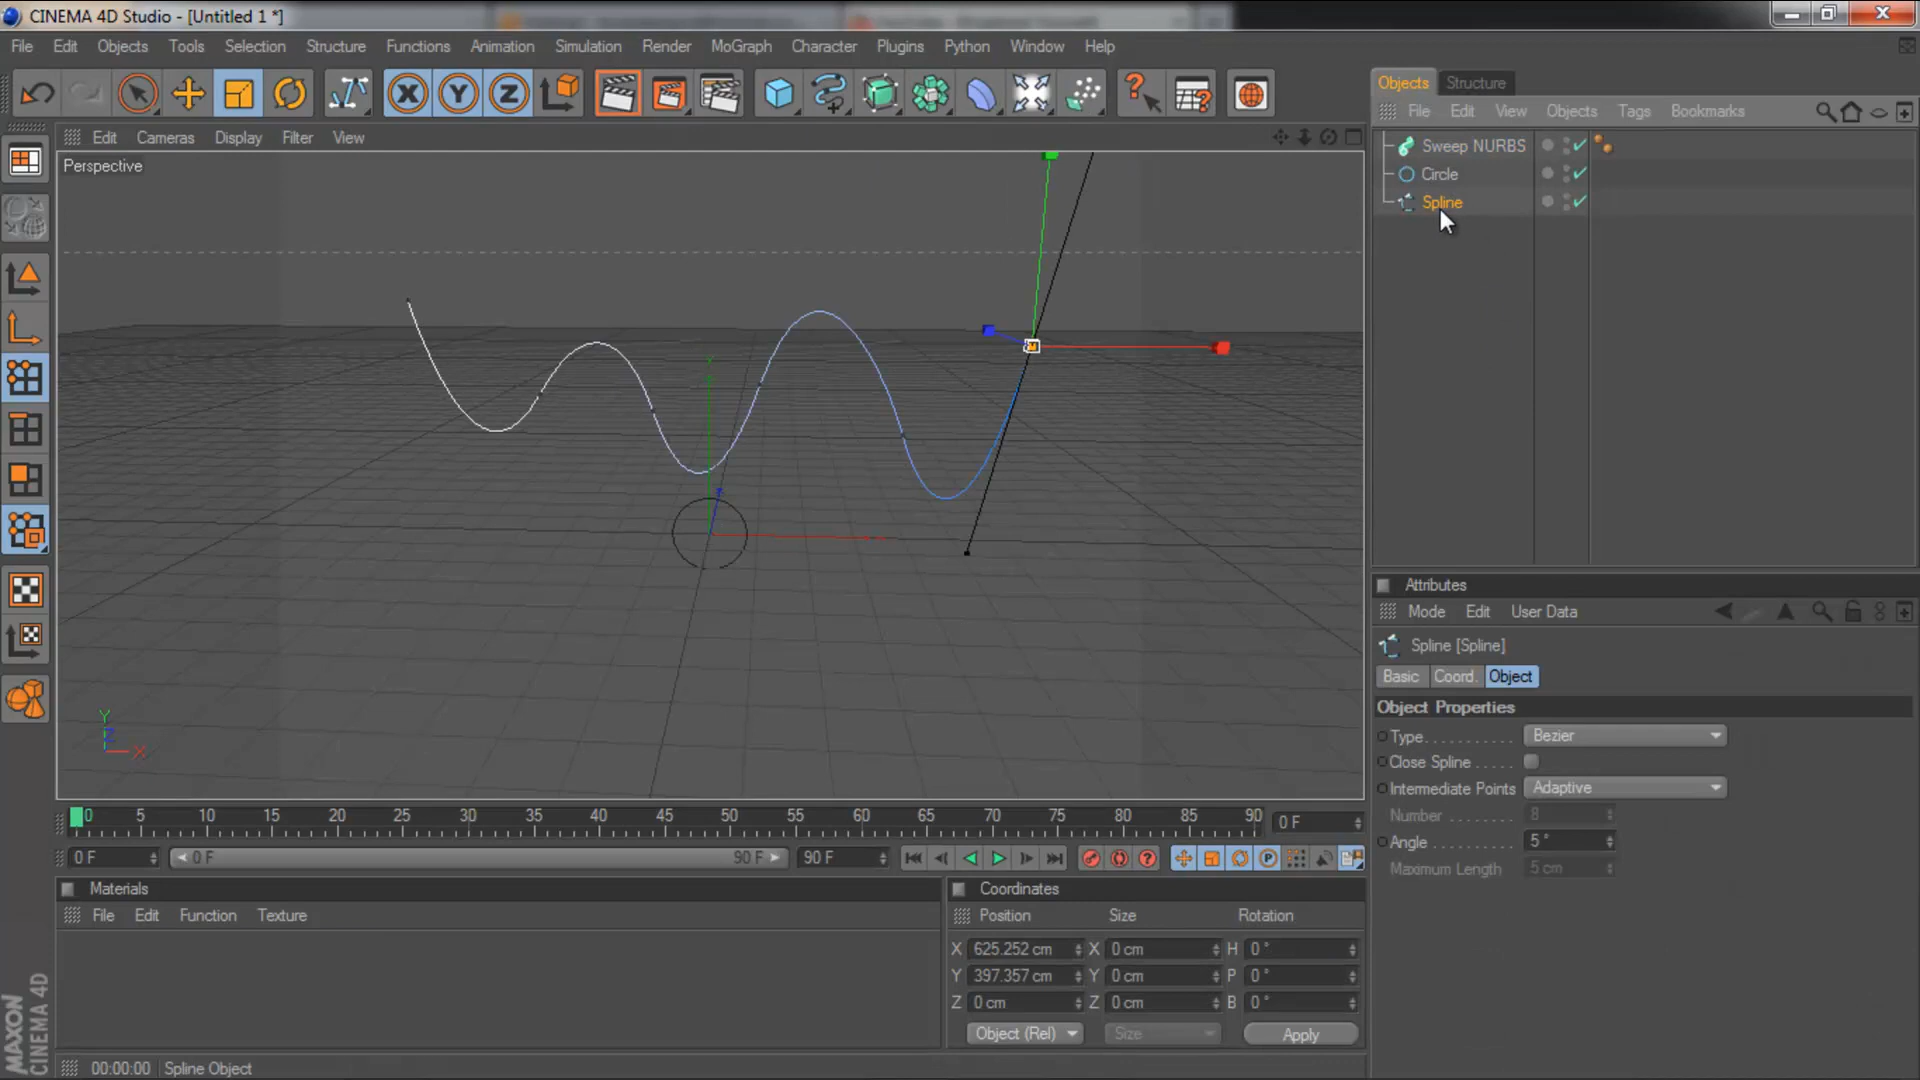 CINEMA 4D Studio - [Untitled 1 *]
File Edit Objects Tools Selection Structure Functions Animation Simulation Render MoGraph Character Plugins Python Window Help
Objects Structure
File Edit View Objects Tags Bookmarks
Edit Cameras Display Filter View
Perspective
Sweep NURBS
Circle
Spline
Attributes
Mode Edit User Data
Spline [Spline]
Basic Coord. Object
Object Properties
Type . . . . . . . . . . Bezier
Close Spline . . . . .
Intermediate Points Adaptive
Number . . . . . . . . 8
Angle . . . . . . . . . 5 °
Maximum Length 5 cm
Y
Z
X
0 5 10 15 20 25 30 35 40 45 50 55 60 65 70 75 80 85 90 0 F
0 F 0 F 90 F 90 F
Materials
File Edit Function Texture
Coordinates
Position Size Rotation
X 625.252 cm X 0 cm H 0 °
Y 397.357 cm Y 0 cm P 0 °
Z 0 cm Z 0 cm B 0 °
Object (Rel) Size Apply
MAXON
CINEMA 4D
00:00:00 Spline Object